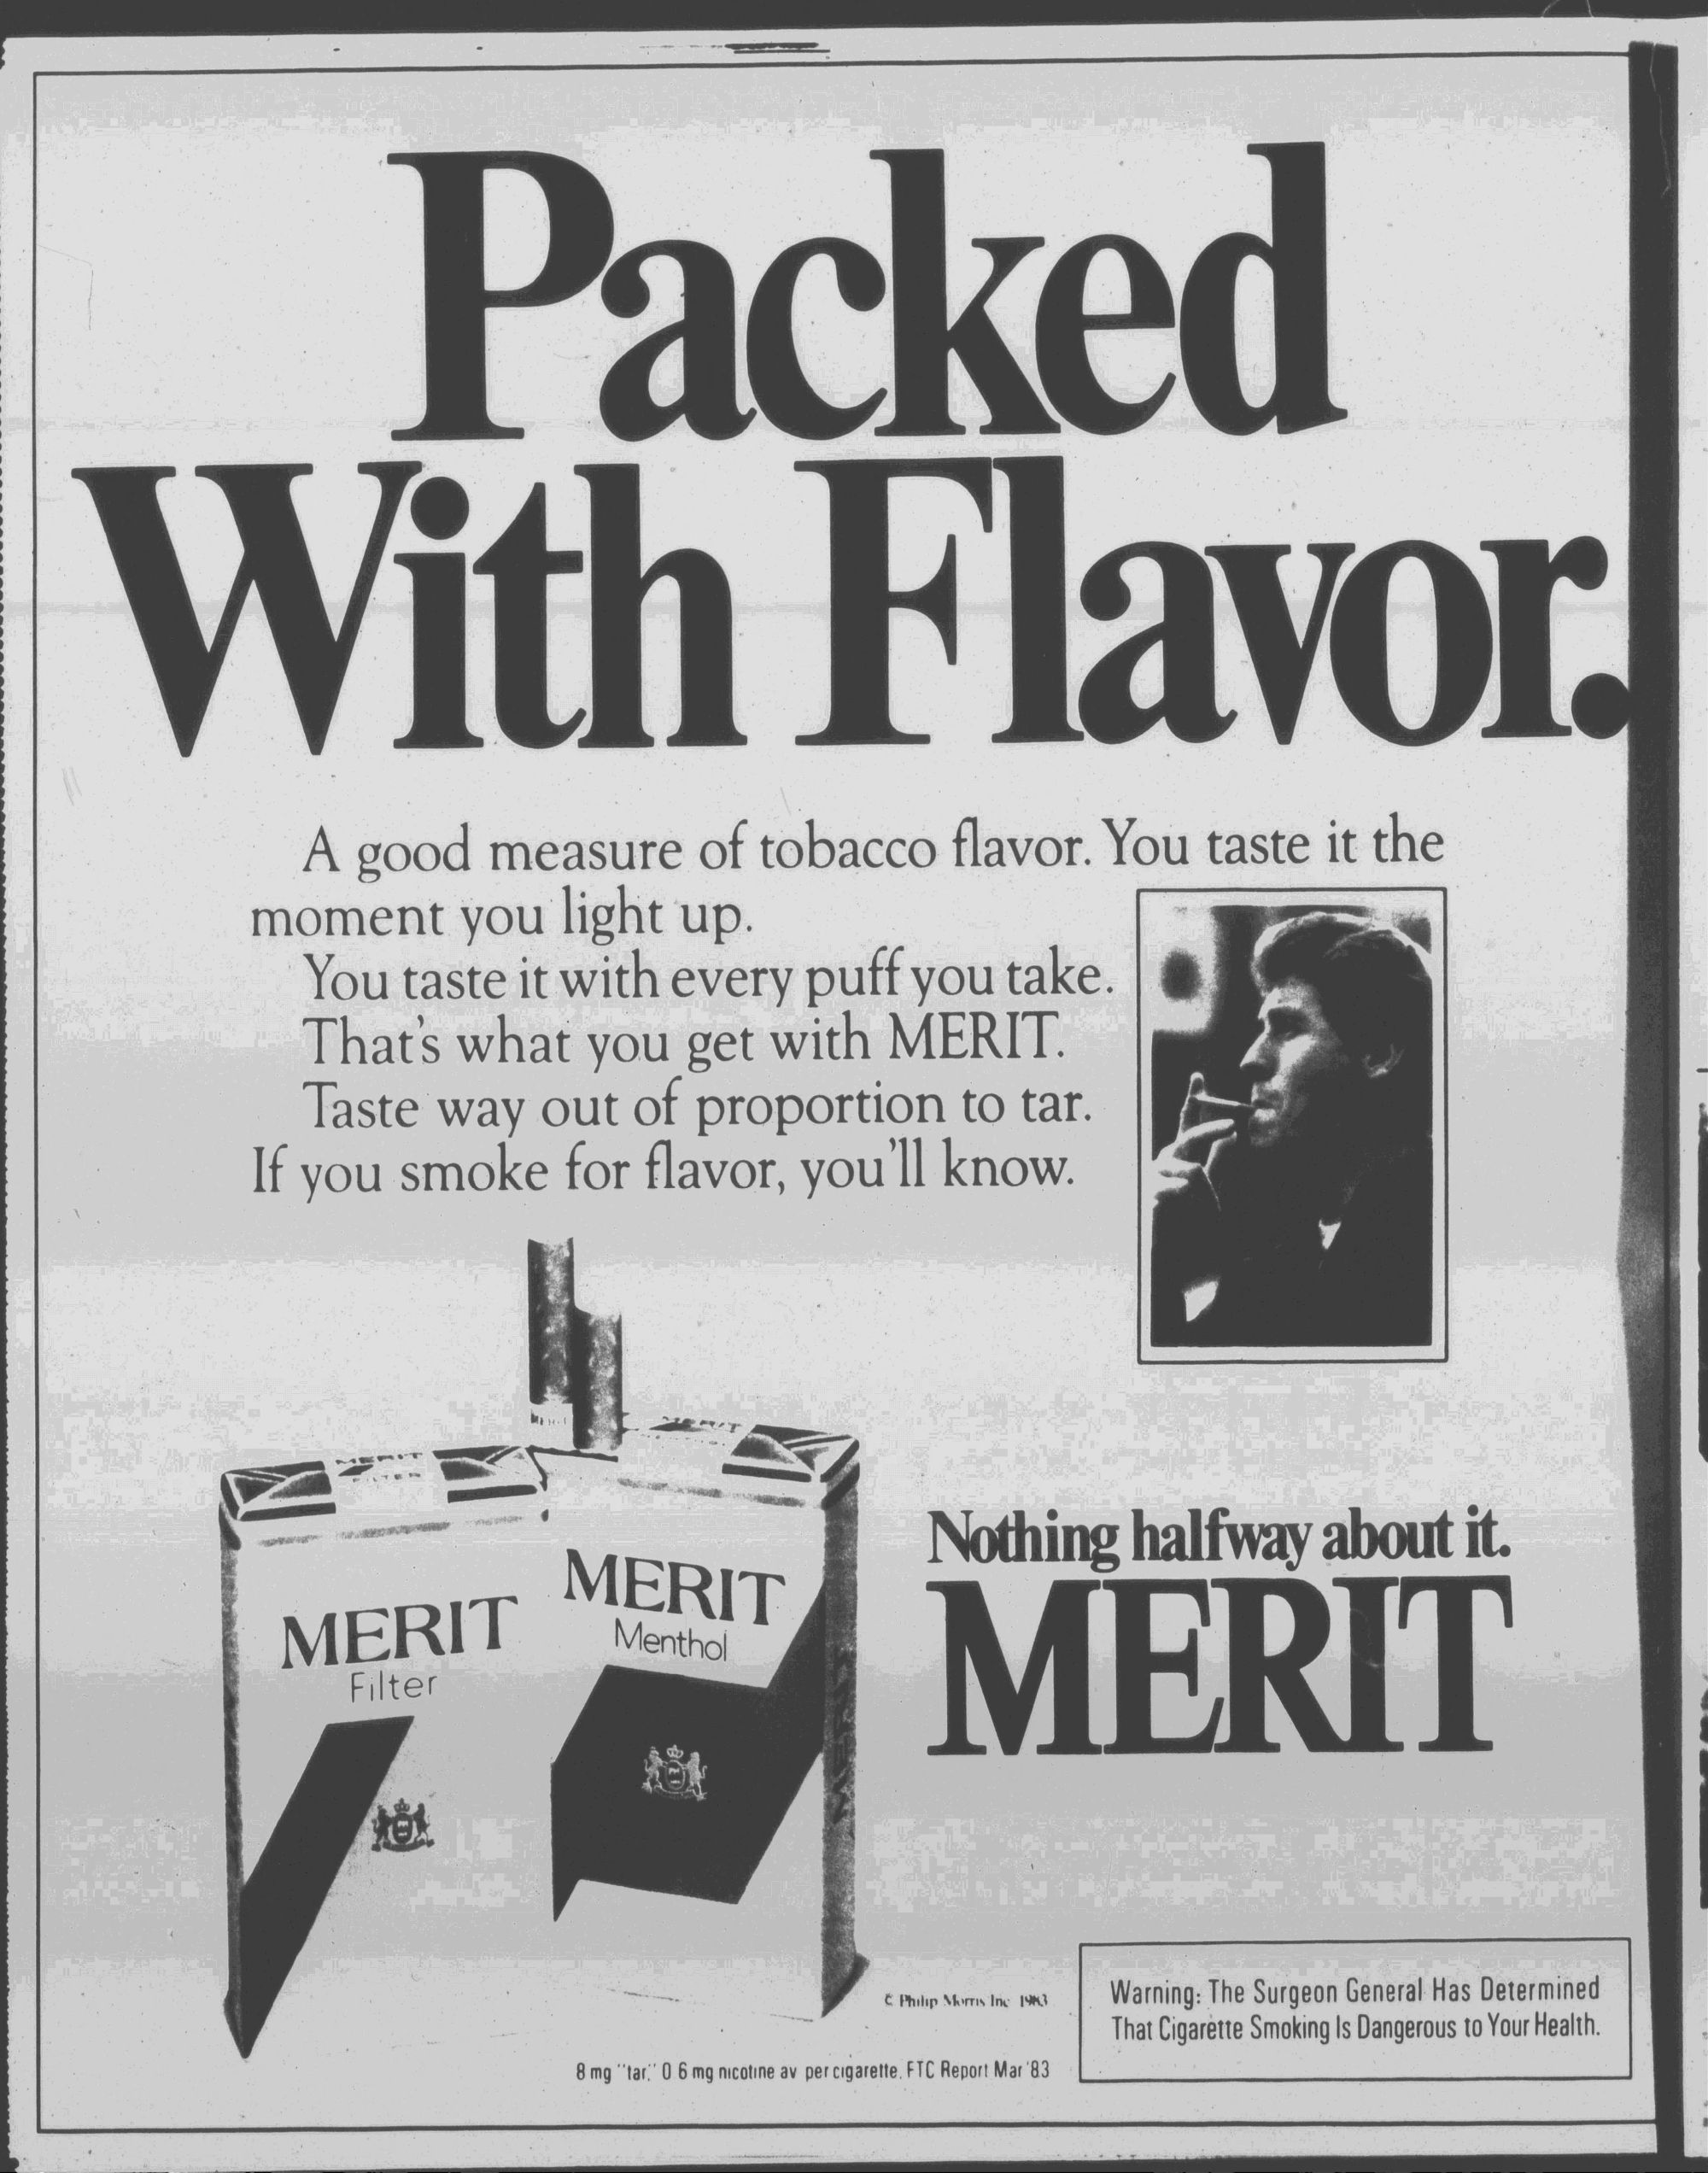 Packed
With Flavor.
A good measure of tobacco flavor. You taste it the
moment you light up.
You taste it with every puff you take.
That's what you get with MERIT.
Taste way out of proportion to tar.
If you smoke for flavor, you'll know.
MERIT
MERIT
MERIT
FILTER
MERIT
Filter
MERIT
Menthol
Nothing halfway about it.
MERIT
© Philip Morris Inc 1983
Warning: The Surgeon General Has Determined
That Cigarette Smoking Is Dangerous to Your Health.
8 mg "tar," 0 6 mg nicotine av per cigarette, FTC Report Mar '83